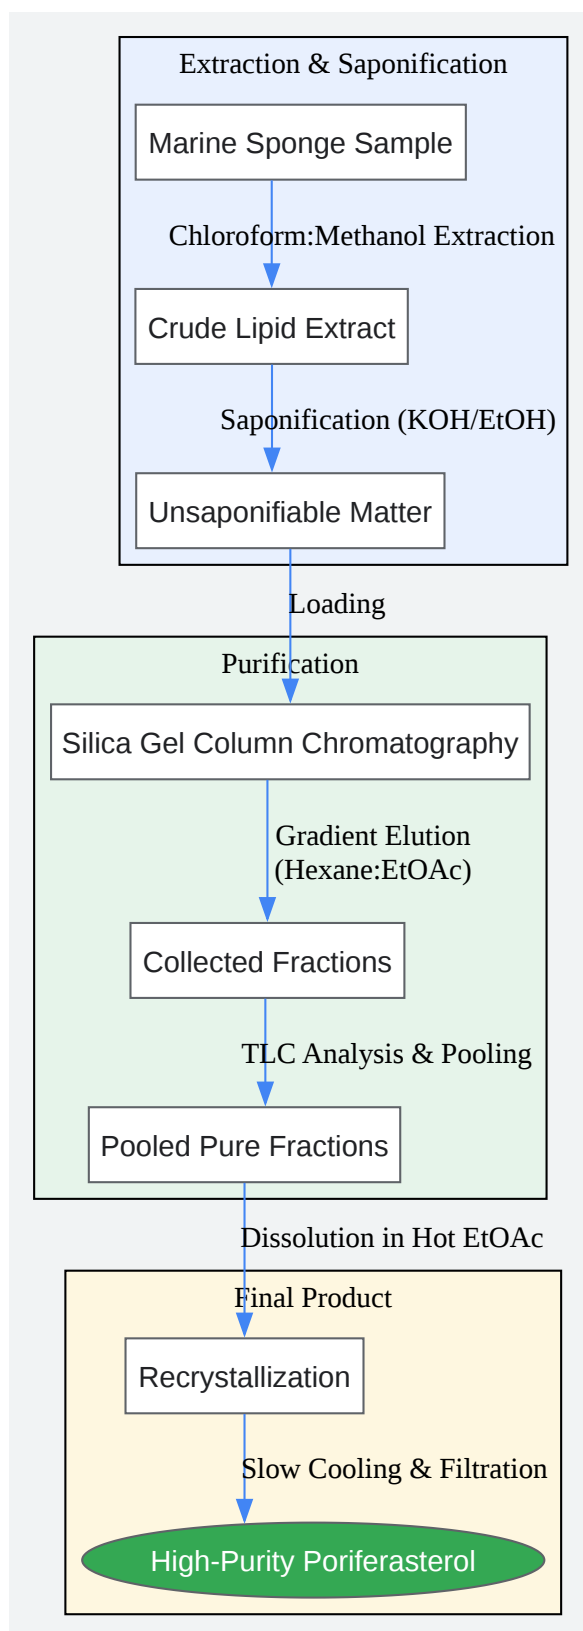 Extraction & Saponification
Marine Sponge Sample
Chloroform:Methanol Extraction
Crude Lipid Extract
Saponification (KOH/EtOH)
Unsaponifiable Matter
Loading
Purification
Silica Gel Column Chromatography
Gradient Elution
(Hexane:EtOAc)
Collected Fractions
TLC Analysis & Pooling
Pooled Pure Fractions
Dissolution in Hot EtOAc
Final Product
Recrystallization
Slow Cooling & Filtration
High-Purity Poriferasterol